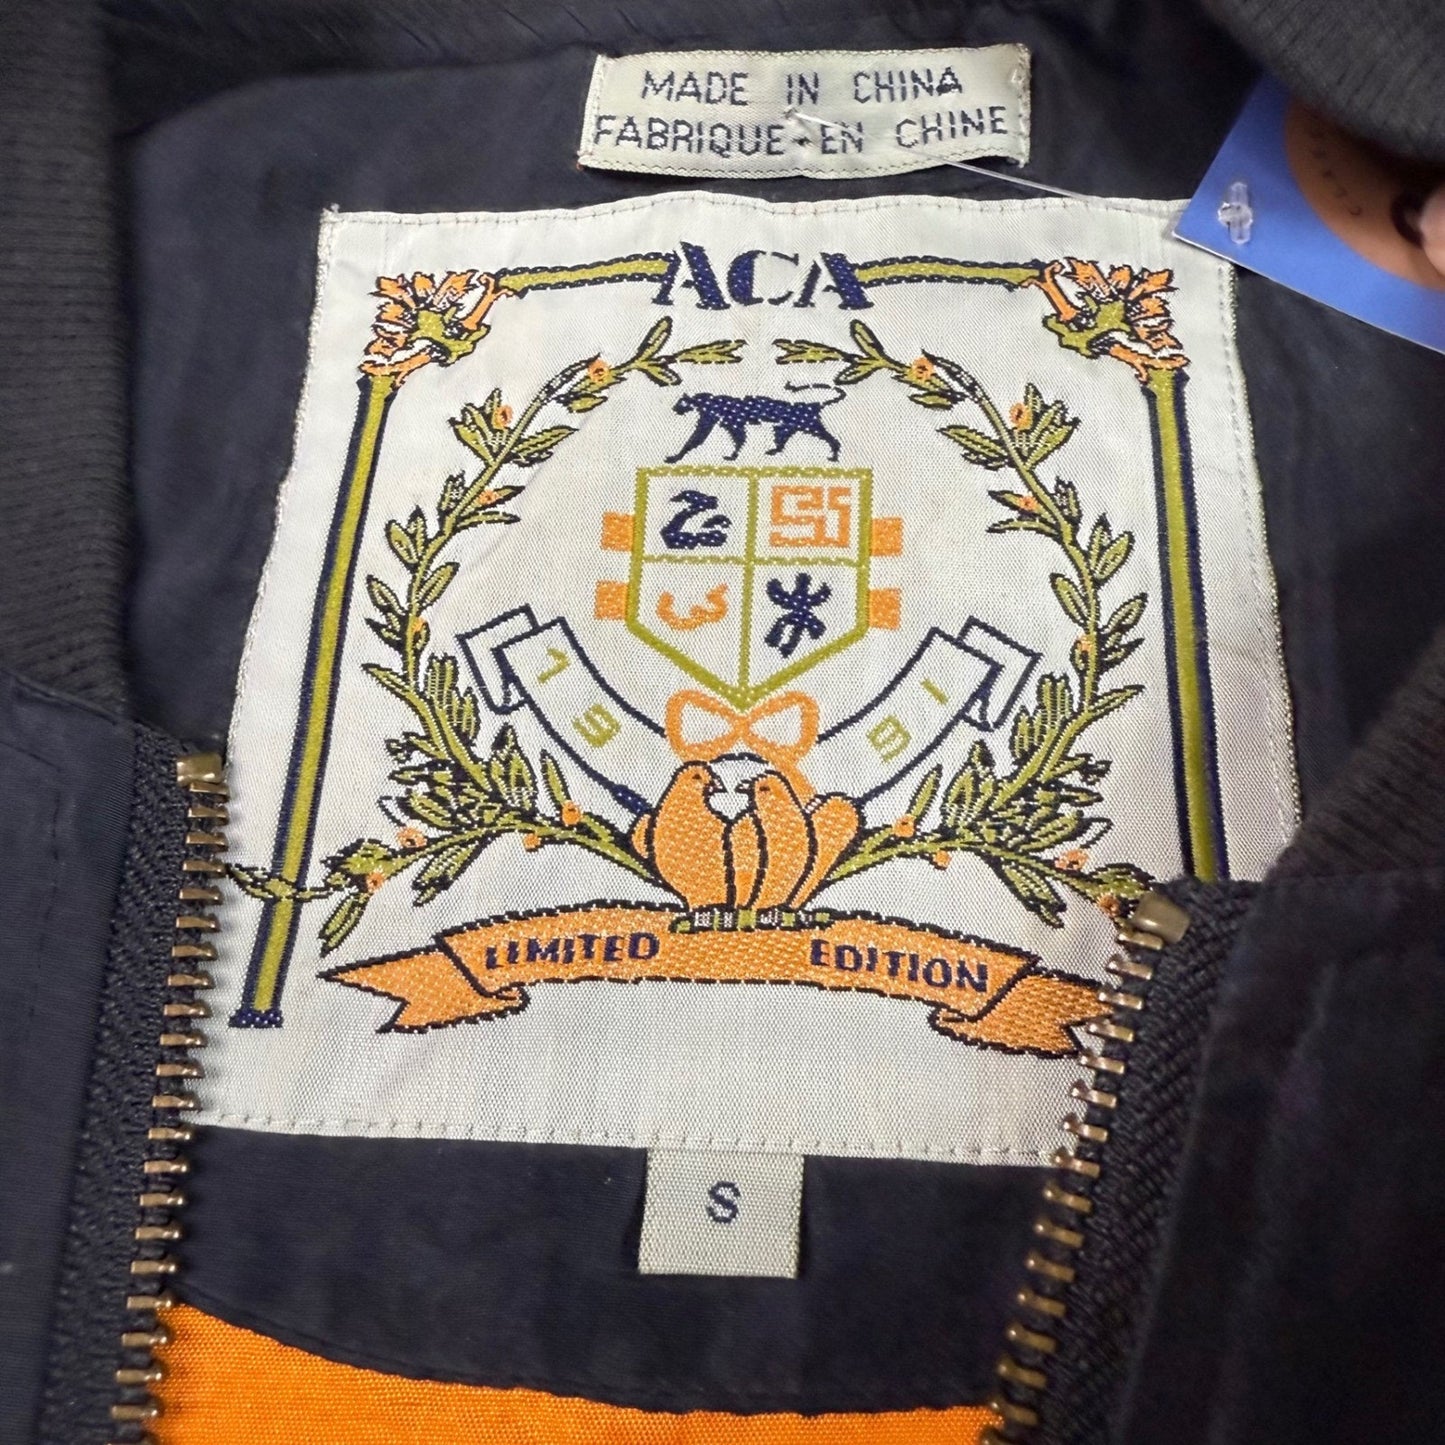 MADE IN CHINA
FABRIQUE EN CHINE
ACA
LIMITED EDITION
S